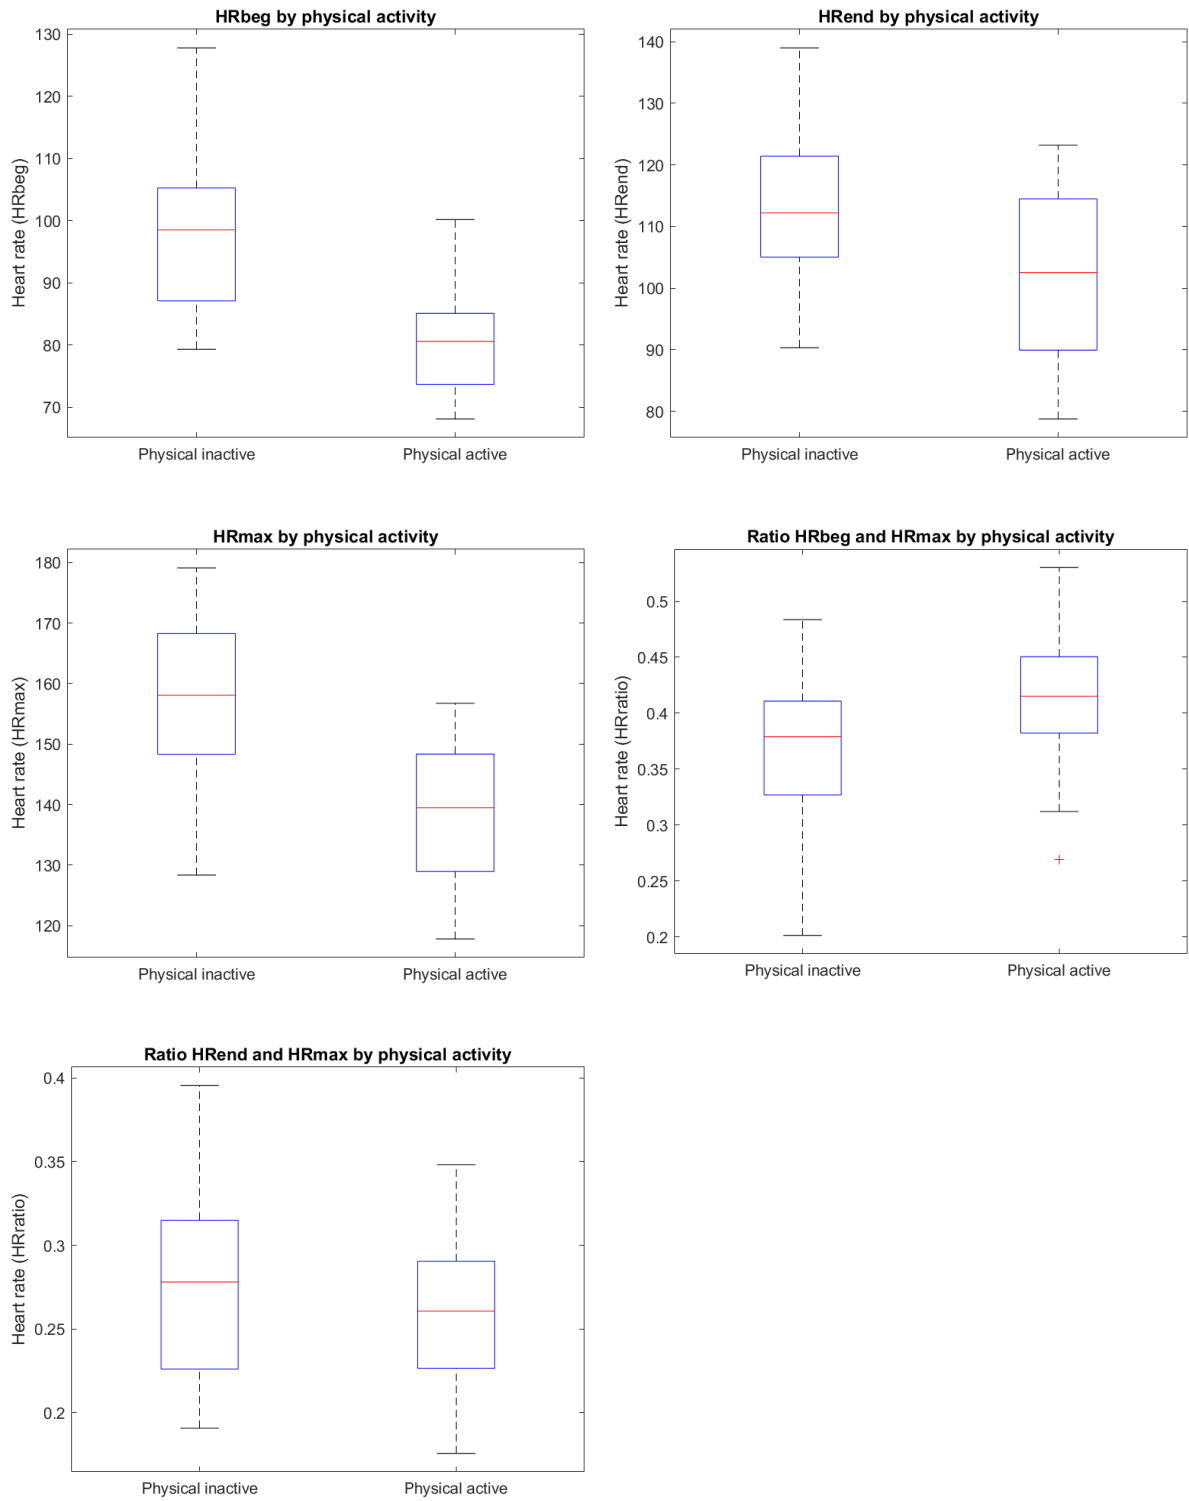 HRbeg by physical activity
130
120
110
100
90
80
70
Heart rate (HRbeg)
Physical inactive
Physical active
HRend by physical activity
140
130
120
110
100
90
80
Heart rate (HRend)
Physical inactive
Physical active
HRmax by physical activity
180
170
160
150
140
130
120
Heart rate (HRmax)
Physical inactive
Physical active
Ratio HRbeg and HRmax by physical activity
0.5
0.45
0.4
0.35
0.3
0.25
0.2
Heart rate (HRratio)
Physical inactive
Physical active
Ratio HRend and HRmax by physical activity
0.4
0.35
0.3
0.25
0.2
Heart rate (HRratio)
Physical inactive
Physical active